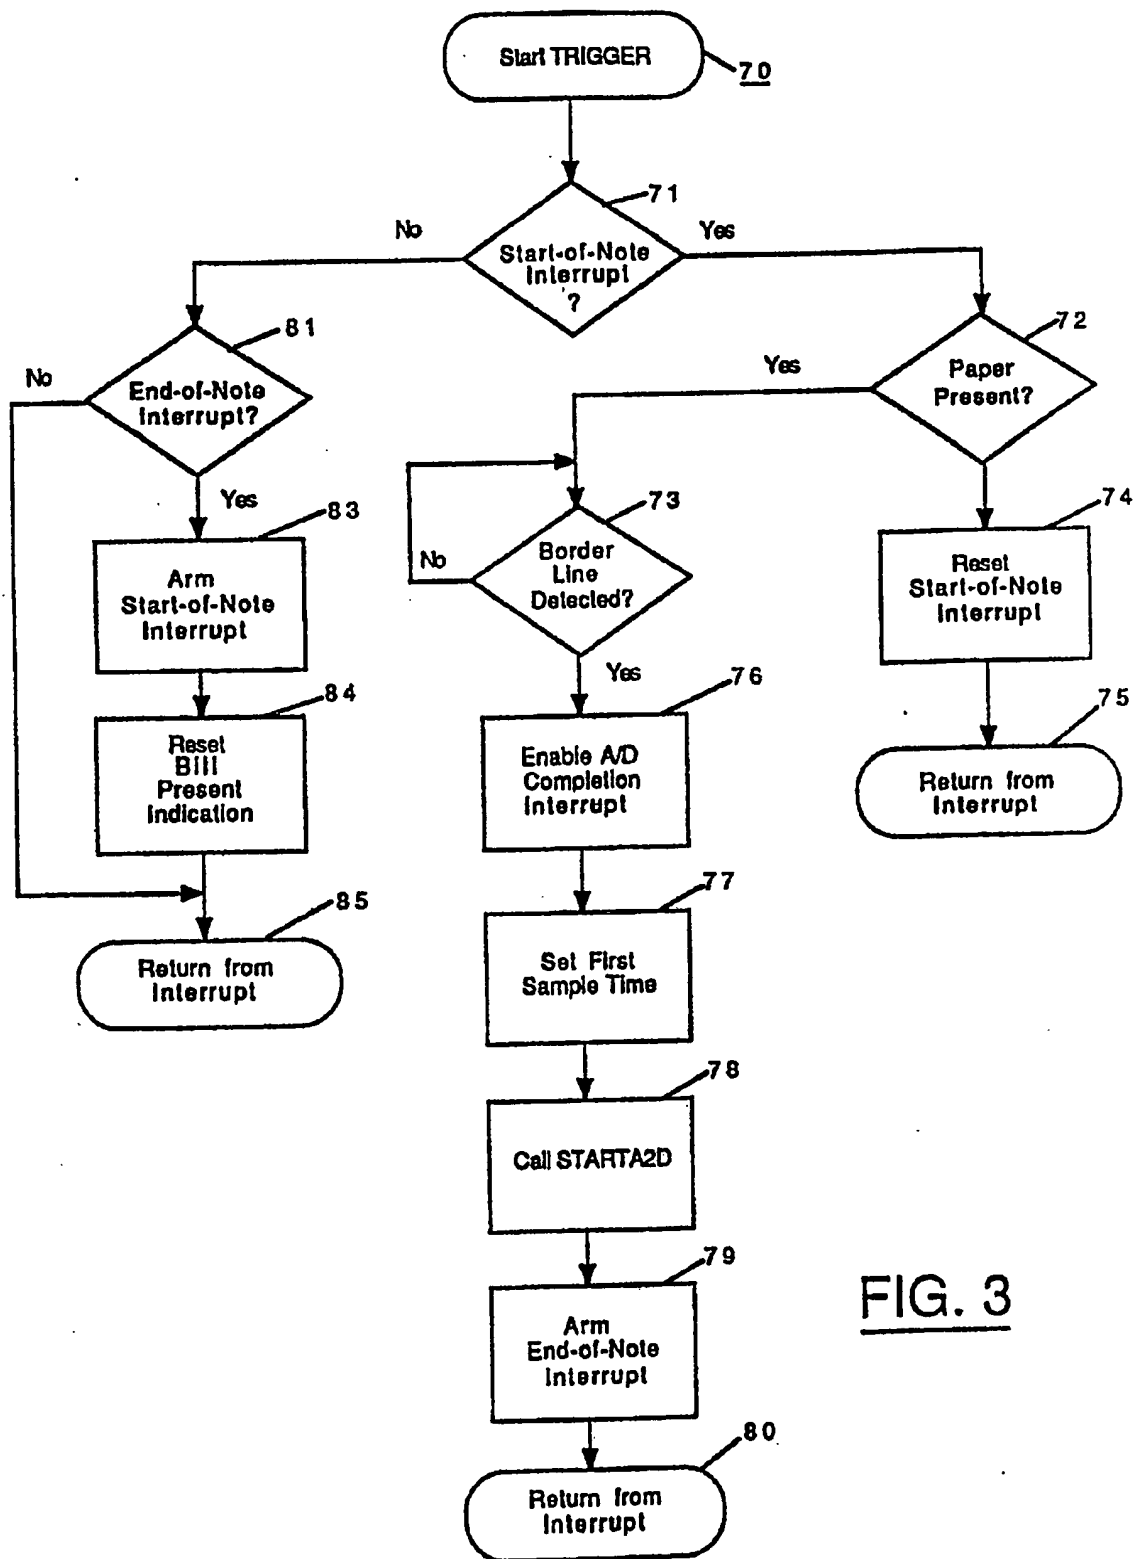 Start TRIGGER
70
71
No
Yes
Start-of-Note
Interrupt
?
81
72
No
End-of-Note
Interrupt?
Yes
Paper
Present?
Yes
83
73
74
Arm
Start-of-Note
Interrupt
No
Border
Line
Detected?
Reset
Start-of-Note
Interrupt
Yes
84
76
75
Reset
Bill
Present
Indication
Enable A/D
Completion
Interrupt
Return from
Interrupt
85
77
Return from
Interrupt
Set First
Sample Time
78
Call STARTA2D
79
Arm
End-of-Note
Interrupt
FIG. 3
80
Return from
Interrupt